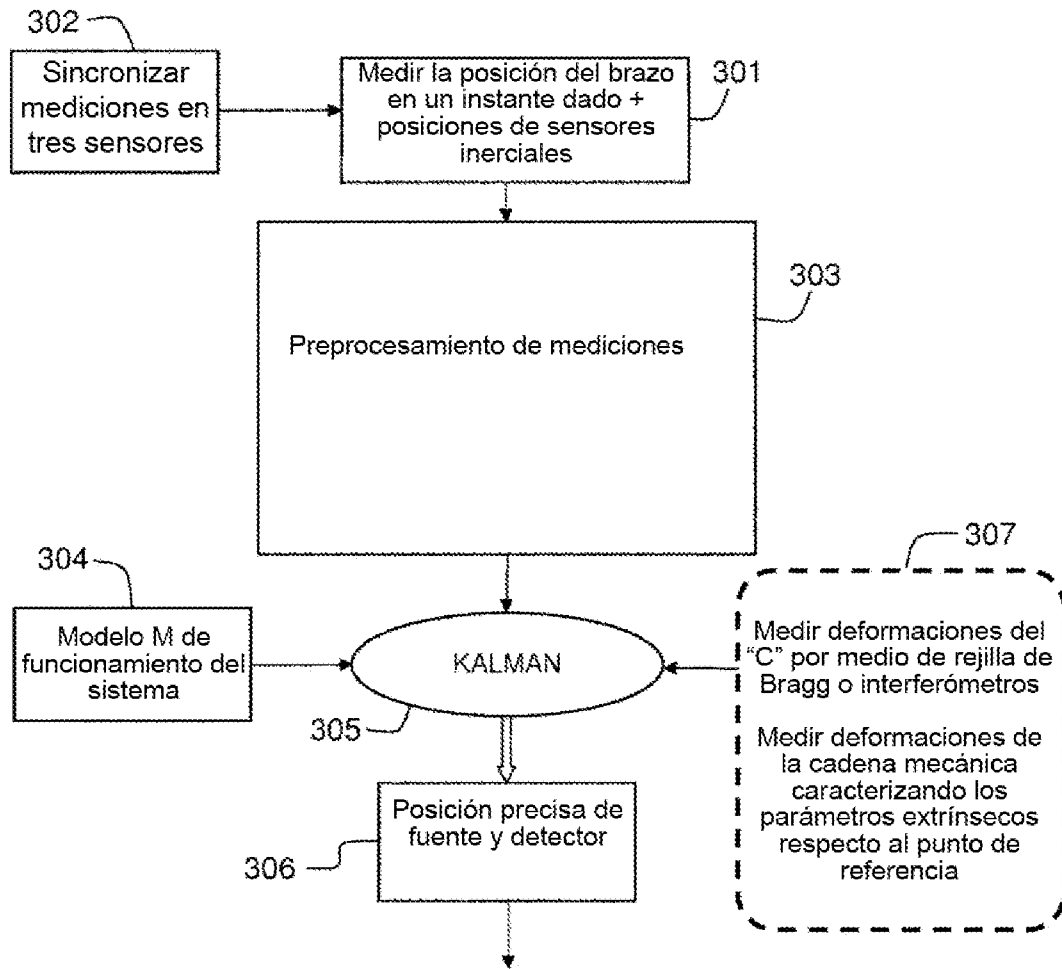 302
Sincronizar
mediciones en
tres sensores
Medir la posición del brazo
en un instante dado +
posiciones de sensores
inerciales
301
303
Preprocesamiento de mediciones
304
Modelo M de
funcionamiento del
sistema
KALMAN
305
307
Medir deformaciones del
“C” por medio de rejilla de
Bragg o interferómetros
Medir deformaciones de
la cadena mecánica
caracterizando los
parámetros extrínsecos
respecto al punto de
referencia
Posición precisa de
fuente y detector
306